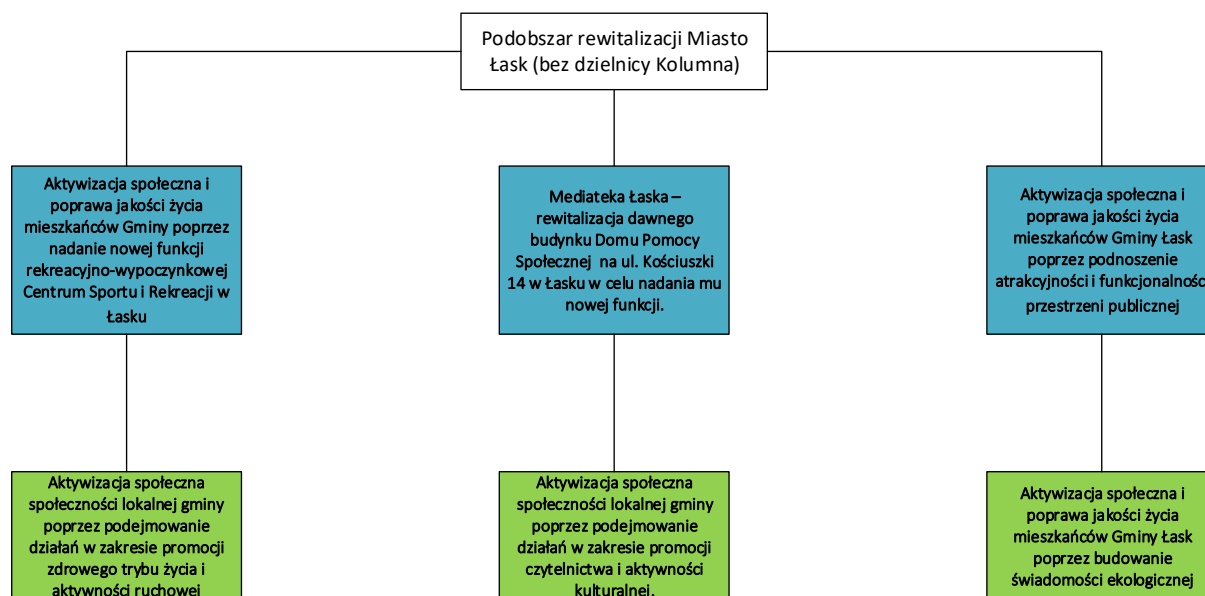 Podobszar rewitalizacji Miasto
Łask (bez dzielnicy Kolumna)
Aktywizacja społeczna i
poprawa jakości życia
mieszkańców Gminy poprzez
nadanie nowej funkcji
rekreacyjno-wypoczynkowej
Centrum Sportu i Rekreacji w
Łasku
Mediateka Łaska –
rewitalizacja dawnego
budynku Domu Pomocy
Społecznej na ul. Kościuszki
14 w Łasku w celu nadania mu
nowej funkcji.
Aktywizacja społeczna i
poprawa jakości życia
mieszkańców Gminy Łask
poprzez podnoszenie
atrakcyjności i funkcjonalności
przestrzeni publicznej
Aktywizacja społeczna
społeczności lokalnej gminy
poprzez podejmowanie
działań w zakresie promocji
zdrowego trybu życia i
aktywności ruchowej
Aktywizacja społeczna
społeczności lokalnej gminy
poprzez podejmowanie
działań w zakresie promocji
czytelnictwa i aktywności
kulturalnej.
Aktywizacja społeczna i
poprawa jakości życia
mieszkańców Gminy Łask
poprzez budowanie
świadomości ekologicznej